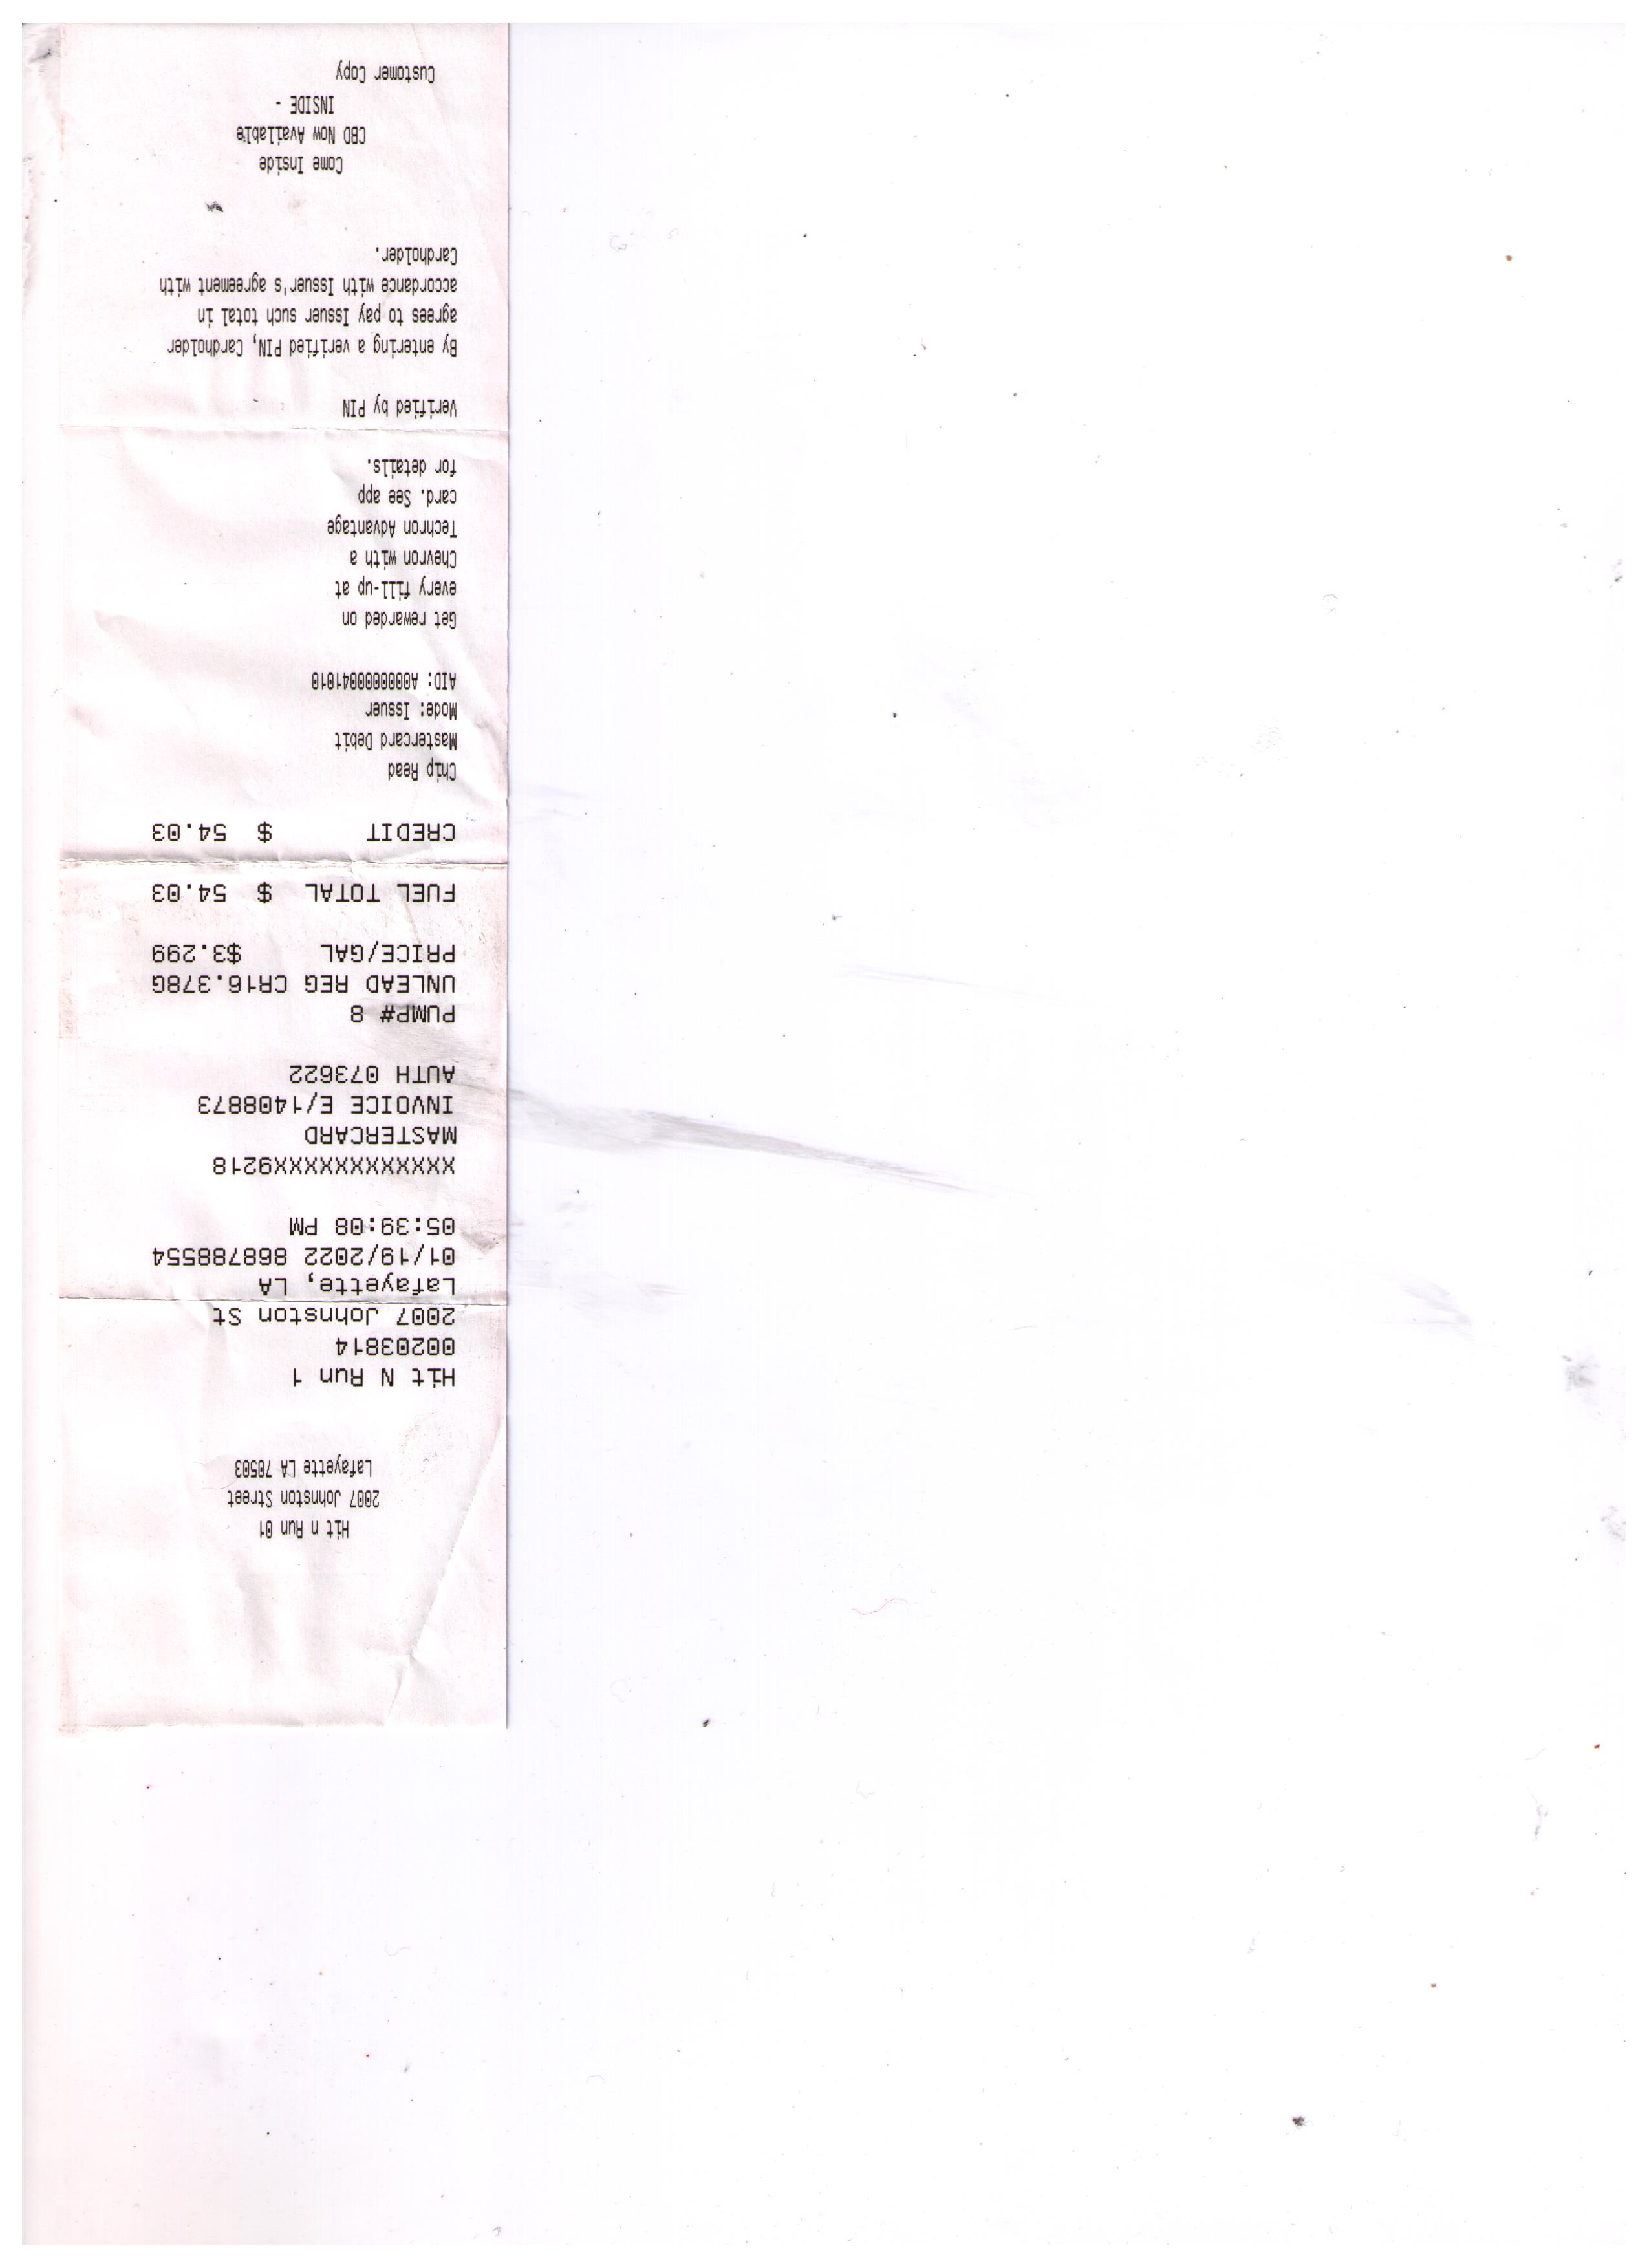 Hit n Run 01
2007 Johnston Street
Lafayette LA 70503
Hit N Run 1
00203814
2007 Johnston St
Lafayette, LA
01/19/2022 868788554
05:39:08 PM
XXXXXXXXXXXX9218
MASTERCARD
INVOICE E/1408873
AUTH 073622
PUMP# 8
UNLEAD REG CR16.378G
PRICE/GAL $3.299
FUEL TOTAL $ 54.03
CREDIT $ 54.03
Chip Read
Mastercard Debit
Mode: Issuer
AID: A0000000041010
Get rewarded on
every fill-up at
Chevron with a
Techron Advantage
card. See app
for details.
Verified by PIN
By entering a verified PIN, Cardholder
agrees to pay Issuer such total in
accordance with Issuer's agreement with
Cardholder.
Come Inside
CBD Now Available
INSIDE -
Customer Copy